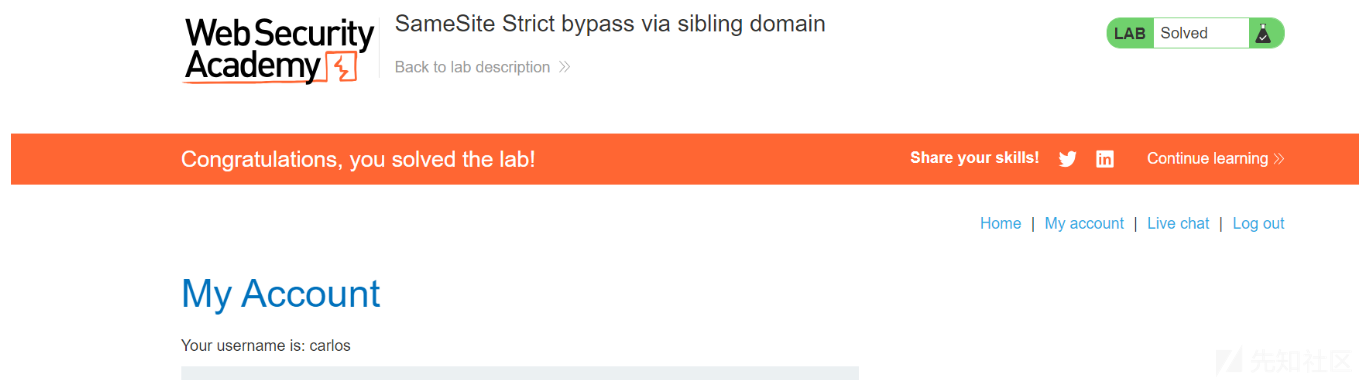 Web Security
Academy
SameSite Strict bypass via sibling domain
Back to lab description
LAB Solved
Congratulations, you solved the lab!
Share your skills!
Continue learning
Home | My account | Live chat | Log out
My Account
Your username is: carlos
先知社区